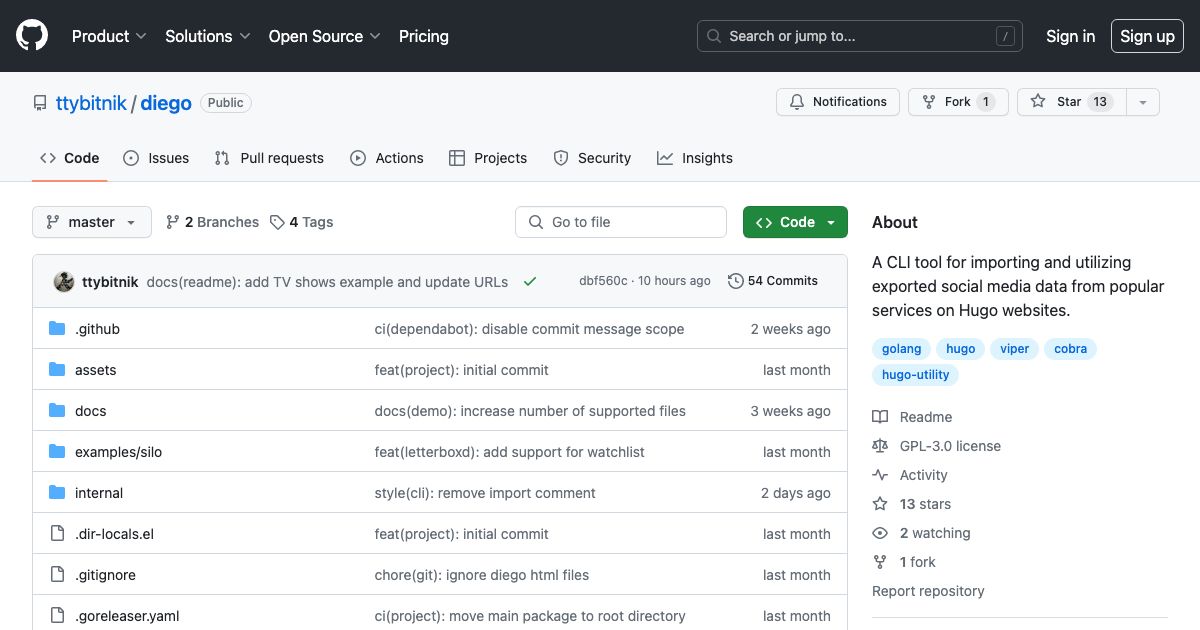 Product Solutions Open Source Pricing Search or jump to... / Sign in Sign up
ttybitnik / diego Public Notifications Fork 1 Star 13
Code Issues Pull requests Actions Projects Security Insights
master 2 Branches 4 Tags Go to file Code
ttybitnik docs(readme): add TV shows example and update URLs dbf560c · 10 hours ago 54 Commits
.github ci(dependabot): disable commit message scope 2 weeks ago
assets feat(project): initial commit last month
docs docs(demo): increase number of supported files 3 weeks ago
examples/silo feat(letterboxd): add support for watchlist last month
internal style(cli): remove import comment 2 days ago
.dir-locals.el feat(project): initial commit last month
.gitignore chore(git): ignore diego html files last month
.goreleaser.yaml ci(project): move main package to root directory last month
About
A CLI tool for importing and utilizing
exported social media data from popular
services on Hugo websites.
golang hugo viper cobra
hugo-utility
Readme
GPL-3.0 license
Activity
13 stars
2 watching
1 fork
Report repository